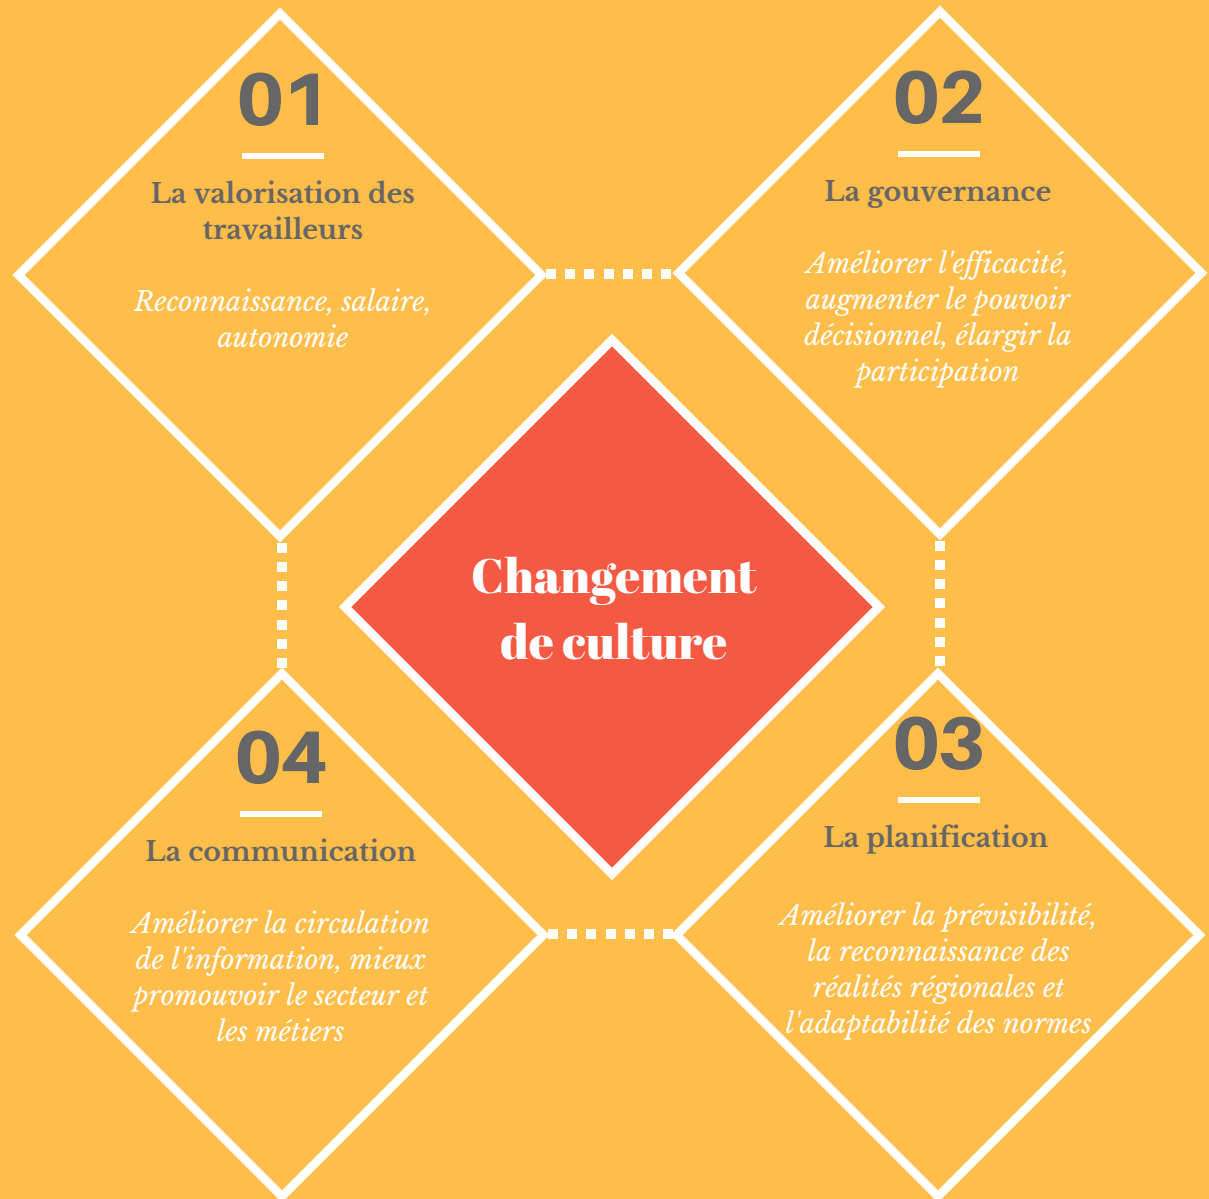 01
La valorisation des
travailleurs
Reconnaissance, salaire,
autonomie
02
La gouvernance
Améliorer l'efficacité,
augmenter le pouvoir
décisionnel, élargir la
participation
Changement
de culture
04
La communication
Améliorer la circulation
de l'information, mieux
promouvoir le secteur et
les métiers
03
La planification
Améliorer la prévisibilité,
la reconnaissance des
réalités régionales et
l'adaptabilité des normes